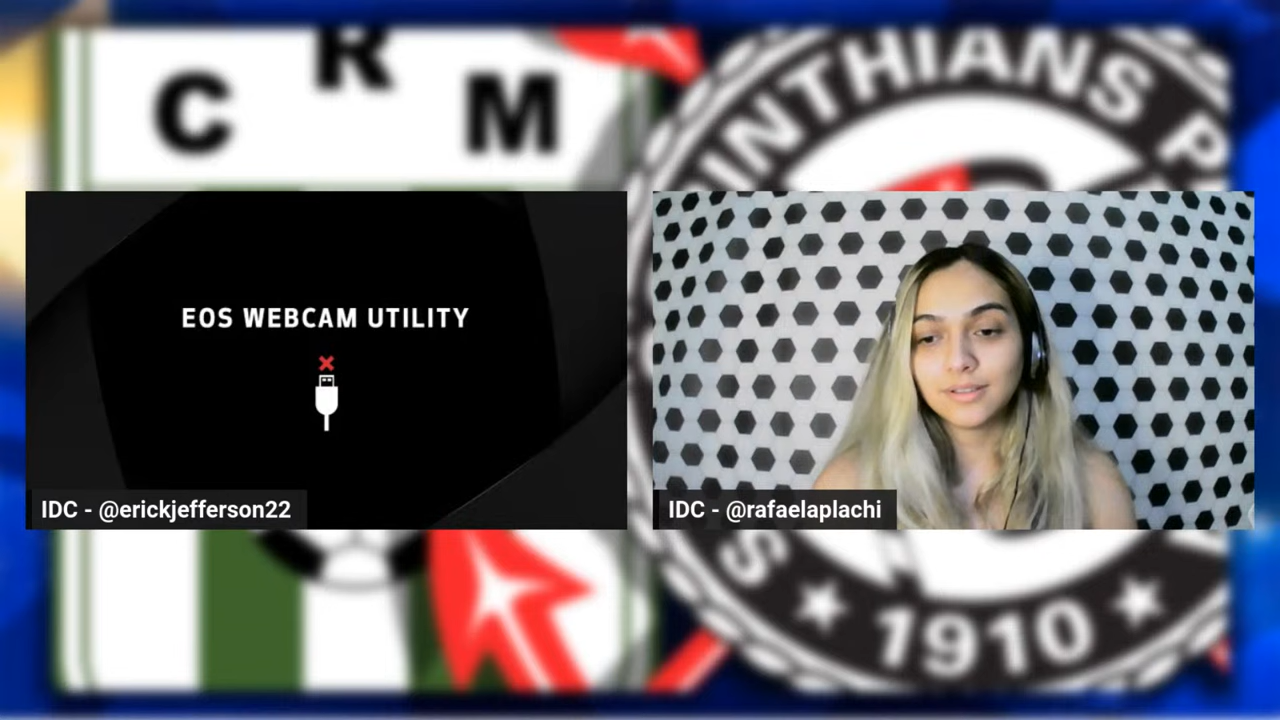 C R M
INTHIANS P
EOS WEBCAM UTILITY
IDC - @erickjefferson22
IDC - @rafaelaplachi
S
1910